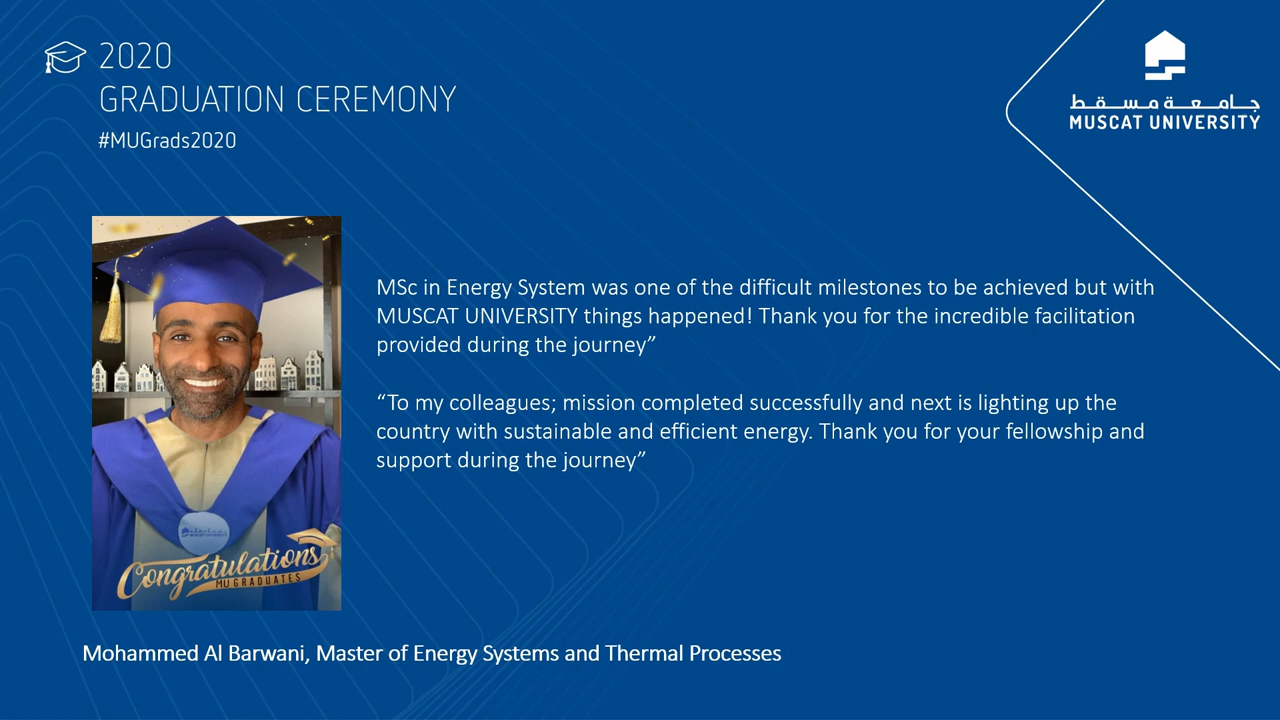 2020
GRADUATION CEREMONY
#MUGrads2020
جامعة مسقط
MUSCAT UNIVERSITY
MSc in Energy System was one of the difficult milestones to be achieved but with
MUSCAT UNIVERSITY things happened! Thank you for the incredible facilitation
provided during the journey”
“To my colleagues; mission completed successfully and next is lighting up the
country with sustainable and efficient energy. Thank you for your fellowship and
support during the journey”
Congratulations
MU GRADUATES
Mohammed Al Barwani, Master of Energy Systems and Thermal Processes